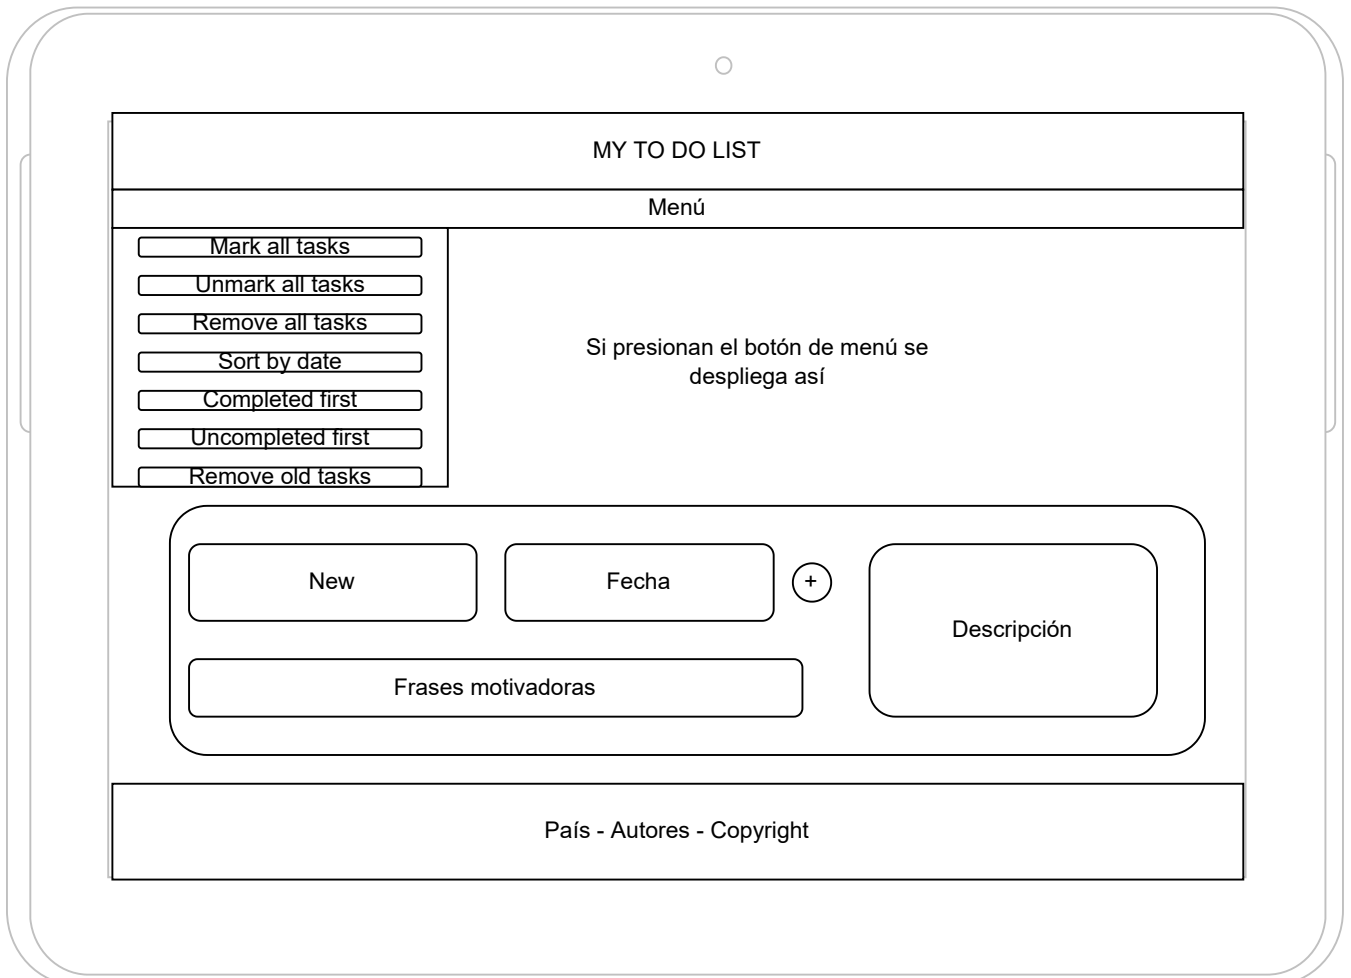 MY TO DO LIST
Menú
Mark all tasks
Unmark all tasks
Remove all tasks
Sort by date
Completed first
Uncompleted first
Remove old tasks
Si presionan el botón de menú se
despliega así
New
Fecha
+
Descripción
Frases motivadoras
País - Autores - Copyright